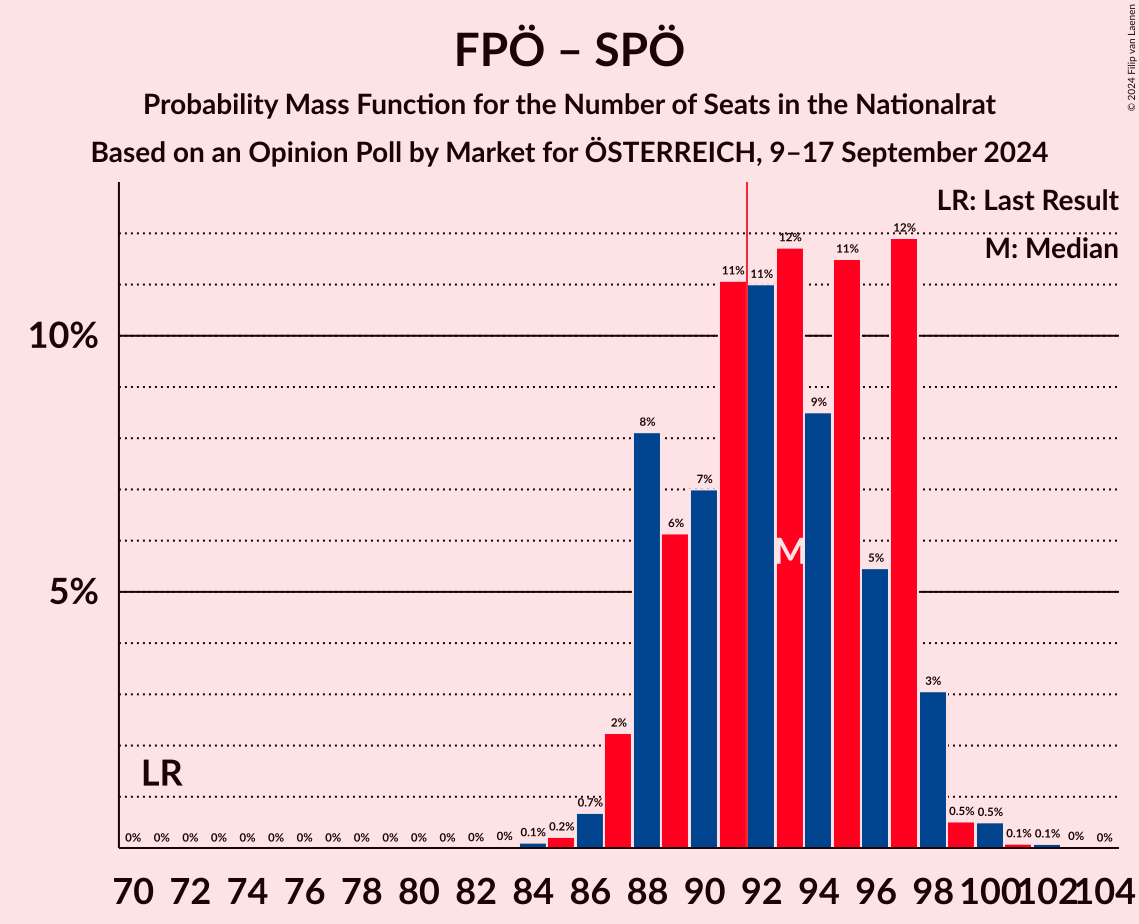 FPÖ – SPÖ
Probability Mass Function for the Number of Seats in the Nationalrat
Based on an Opinion Poll by Market for ÖSTERREICH, 9–17 September 2024
© 2024 Filip van Laenen
LR: Last Result
M: Median
10%
5%
LR
M
0% 0% 0% 0% 0% 0% 0% 0% 0% 0% 0% 0% 0% 0% 0.1% 0.2% 0.7% 2% 8% 6% 7% 11% 11% 12% 9% 11% 5% 12% 3% 0.5% 0.5% 0.1% 0.1% 0% 0%
70 72 74 76 78 80 82 84 86 88 90 92 94 96 98 100 102 104